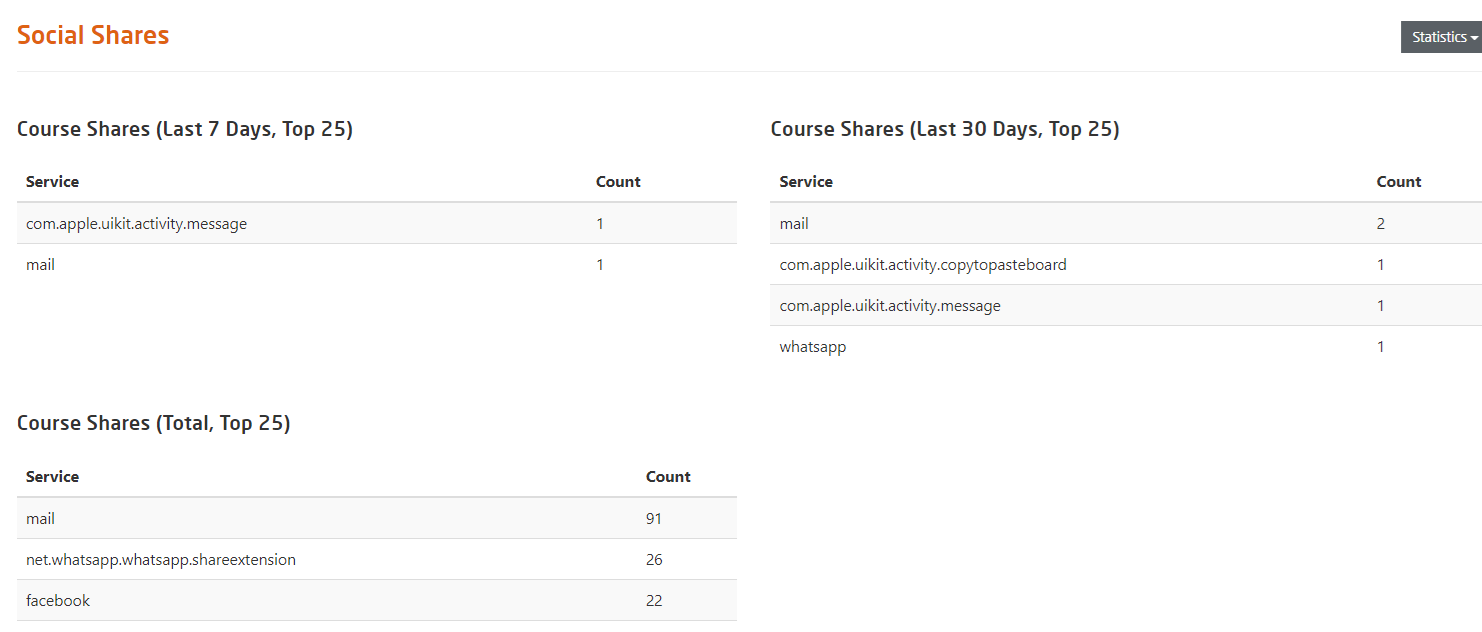 Social Shares
Statistics
Course Shares (Last 7 Days, Top 25)
Service Count
com.apple.uikit.activity.message 1
mail 1
Course Shares (Last 30 Days, Top 25)
Service Count
mail 2
com.apple.uikit.activity.copytopasteboard 1
com.apple.uikit.activity.message 1
whatsapp 1
Course Shares (Total, Top 25)
Service Count
mail 91
net.whatsapp.whatsapp.shareextension 26
facebook 22